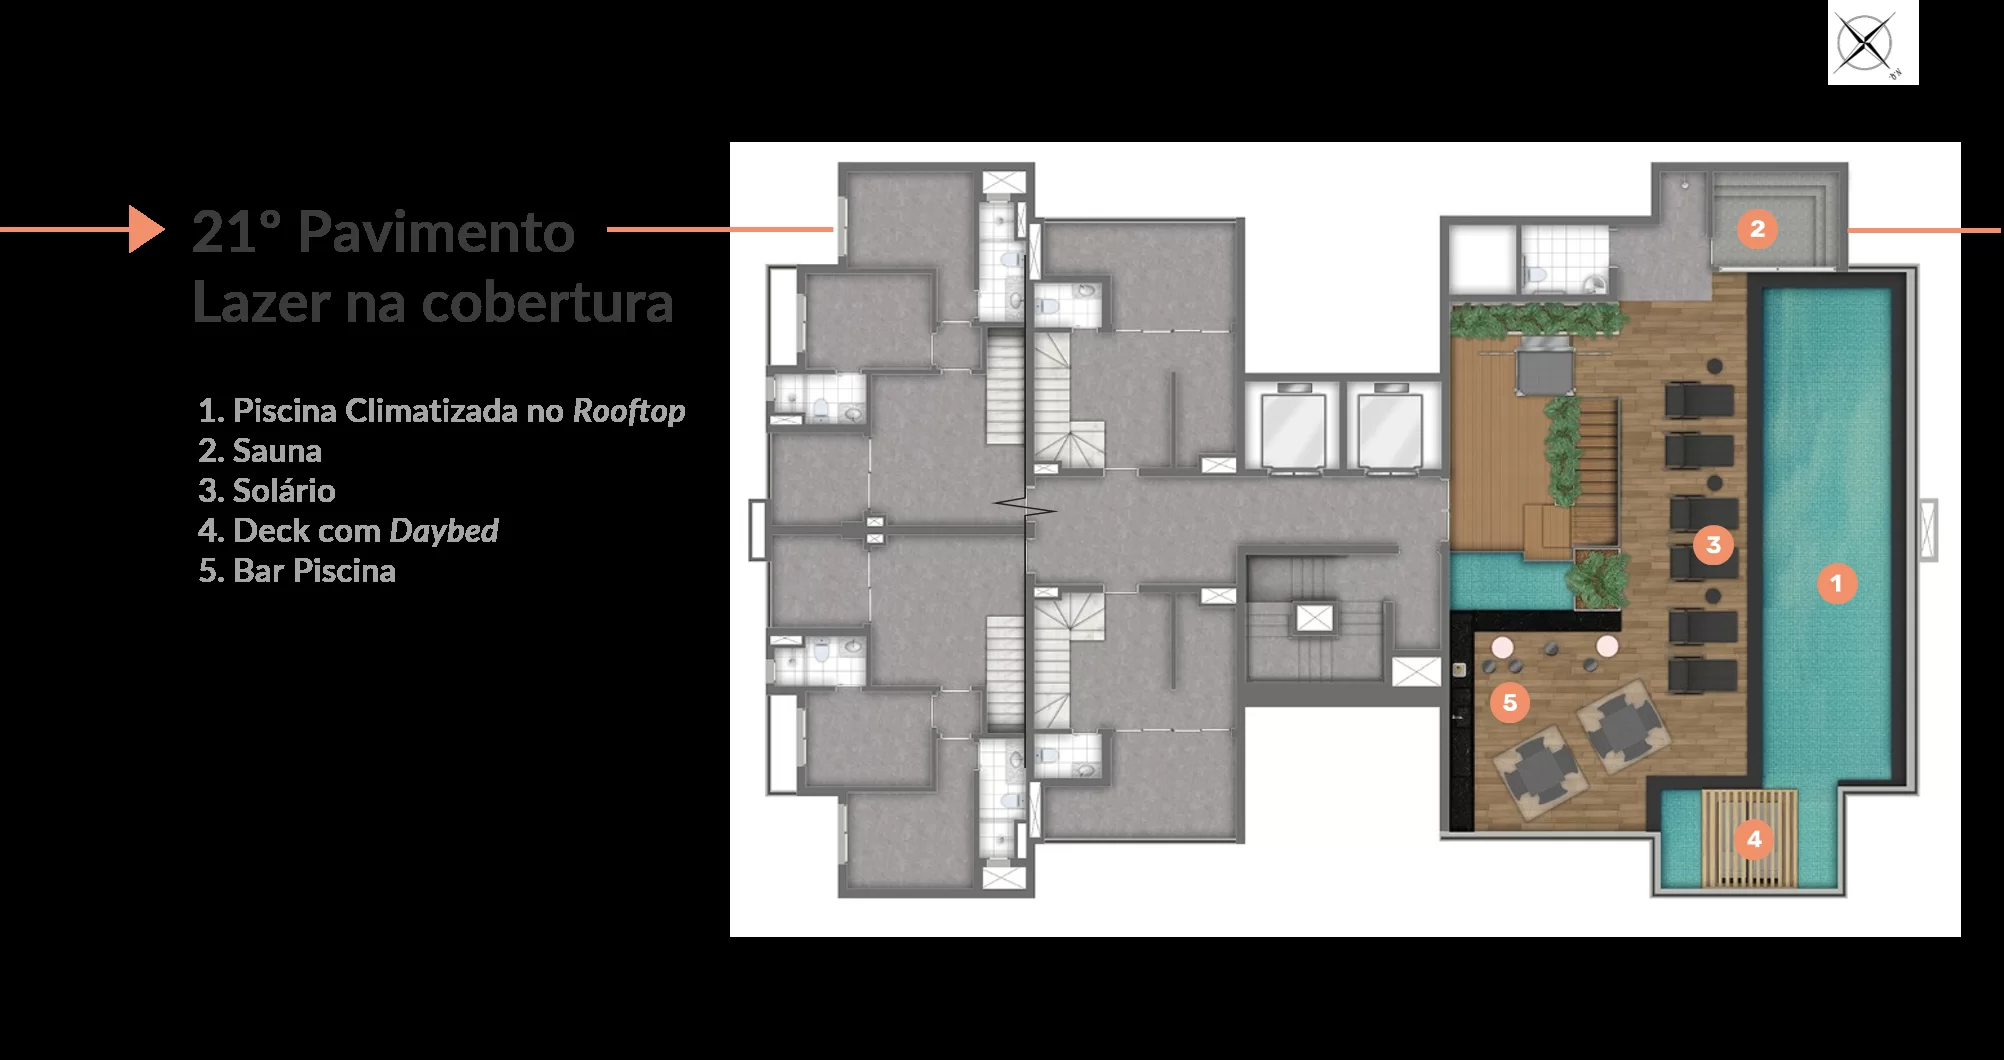 21º Pavimento
Lazer na cobertura
1. Piscina Climatizada no Rooftop
2. Sauna
3. Solário
4. Deck com Daybed
5. Bar Piscina
2
3
1
5
4